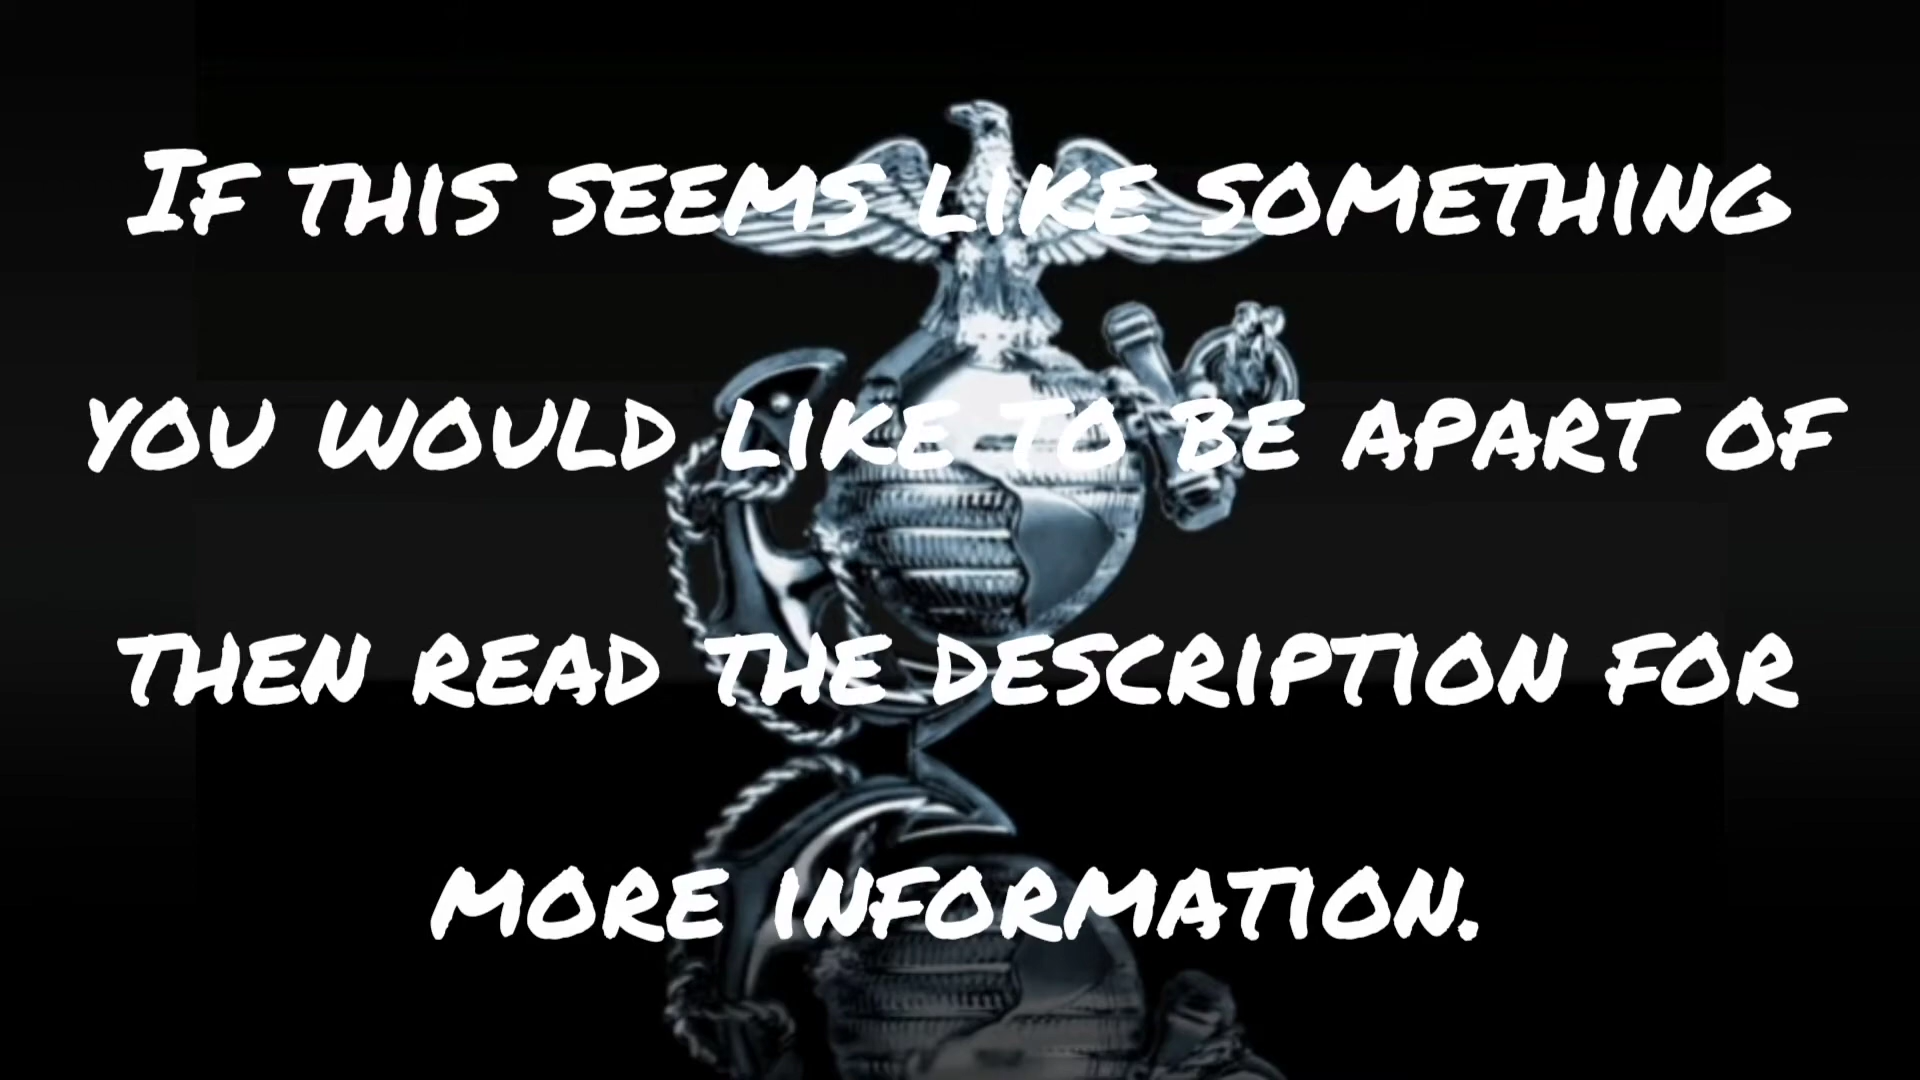 If this seems like something
you would like to be apart of
then read the description for
more information.